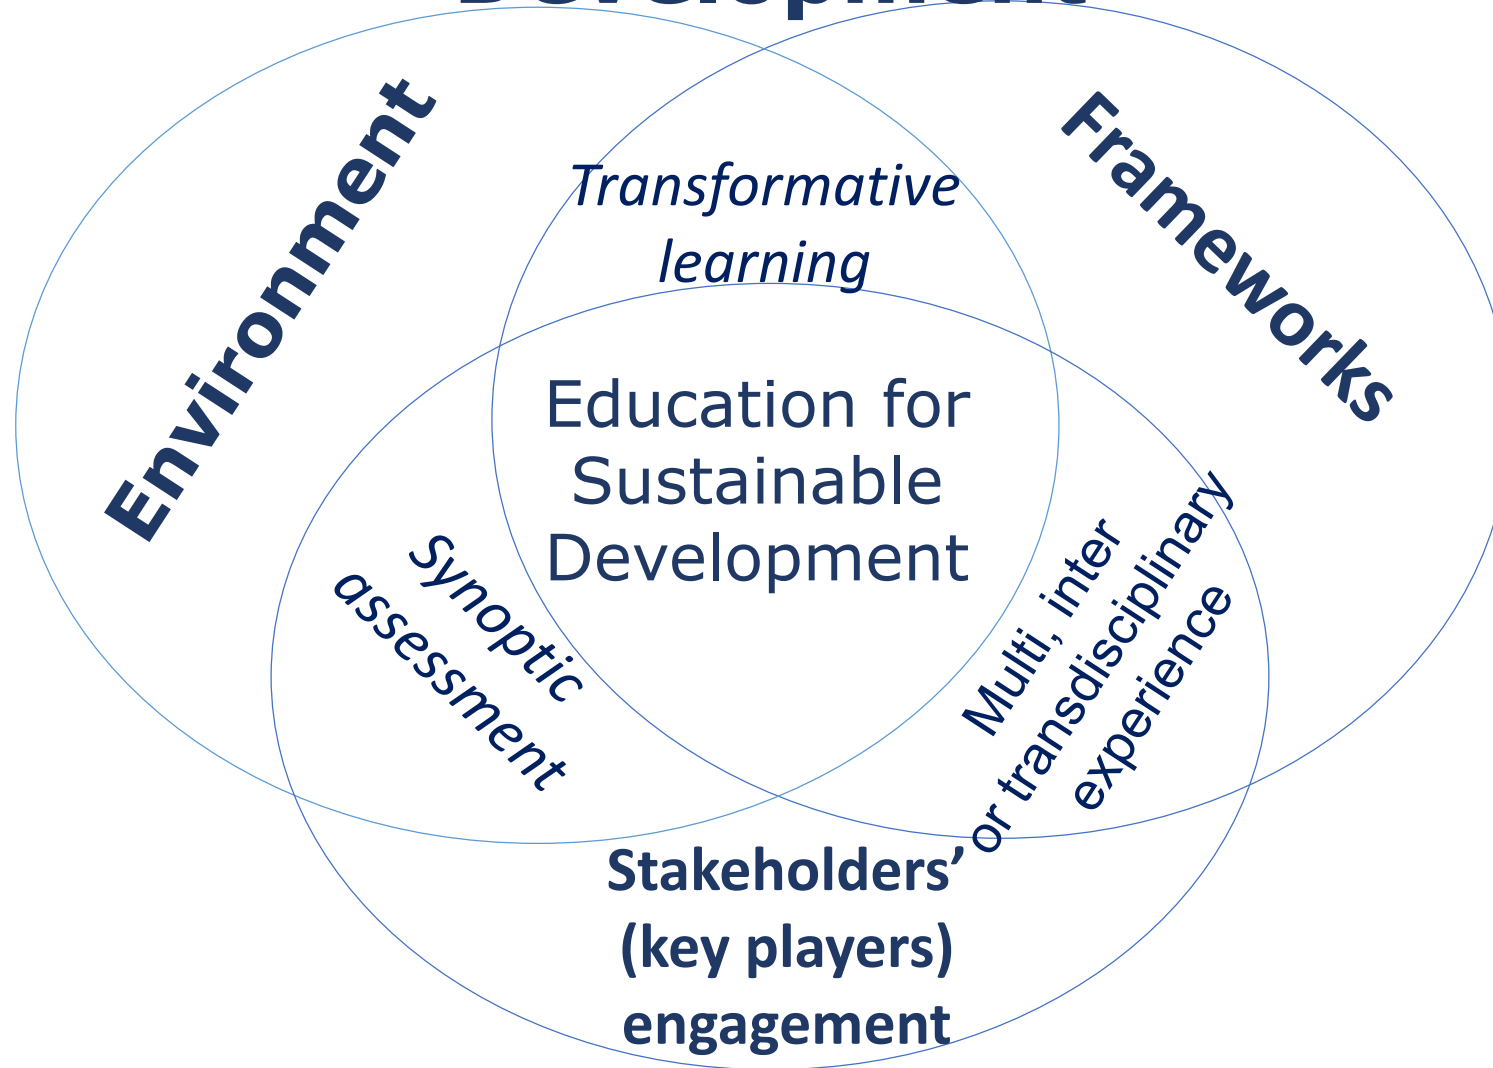 Development
Environment
Frameworks
Transformative
learning
Education for
Sustainable
Development
Synoptic
assessment
Multi, inter
or transdisciplinary
experience
Stakeholders’
(key players)
engagement